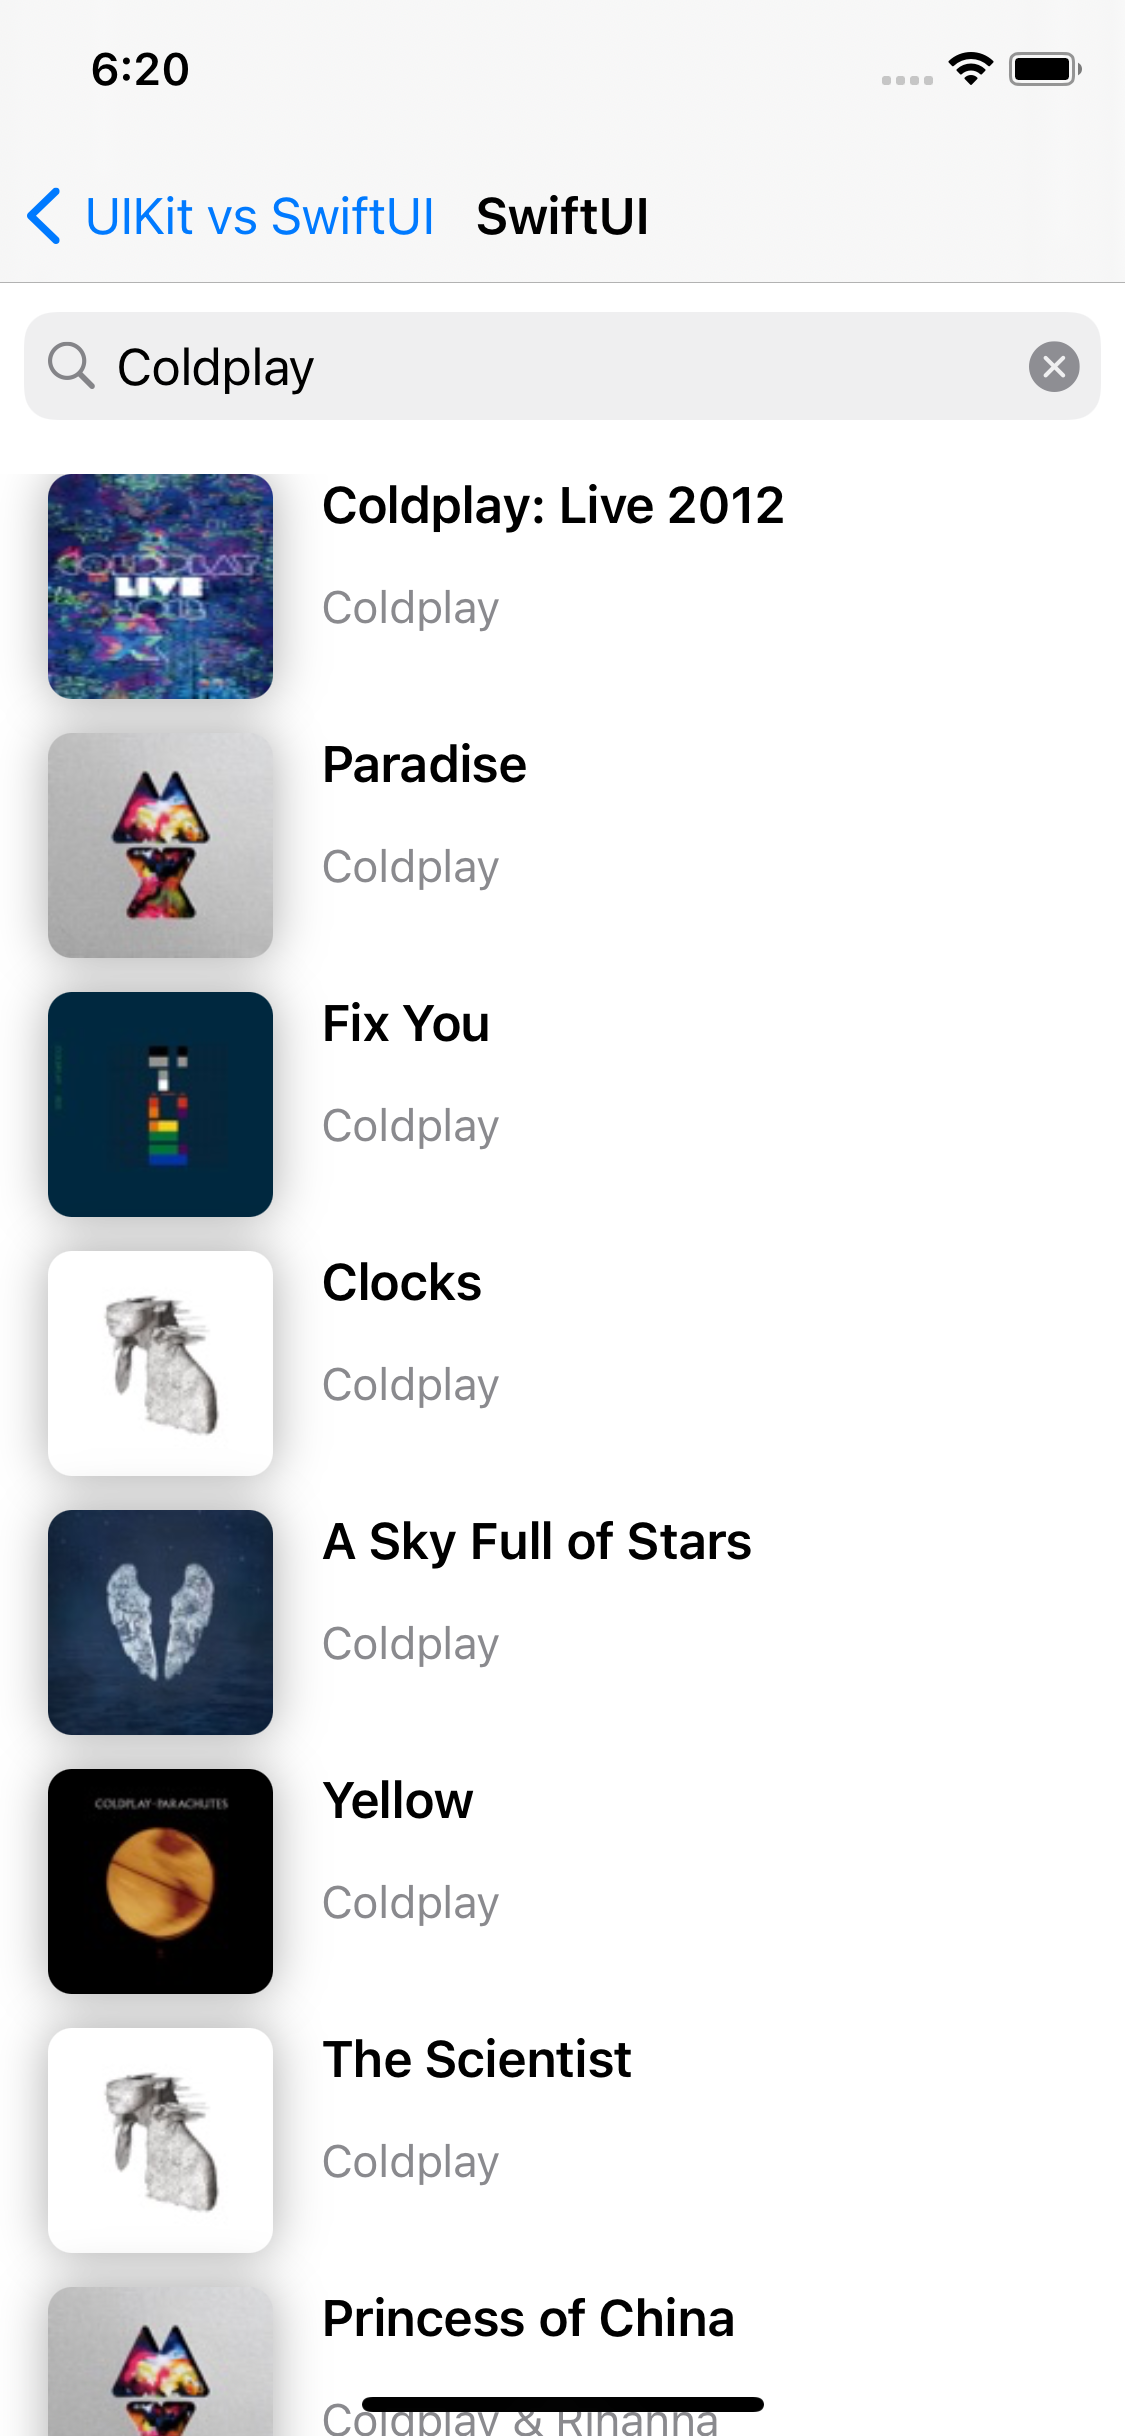 6:20
UIKit vs SwiftUI SwiftUI
Coldplay
COLDPLAY
LIVE
2012
Coldplay: Live 2012
Coldplay
Paradise
Coldplay
Fix You
Coldplay
Clocks
Coldplay
A Sky Full of Stars
Coldplay
COLDPLAY-PARACHUTES
Yellow
Coldplay
The Scientist
Coldplay
Princess of China
Coldplay & Rihanna